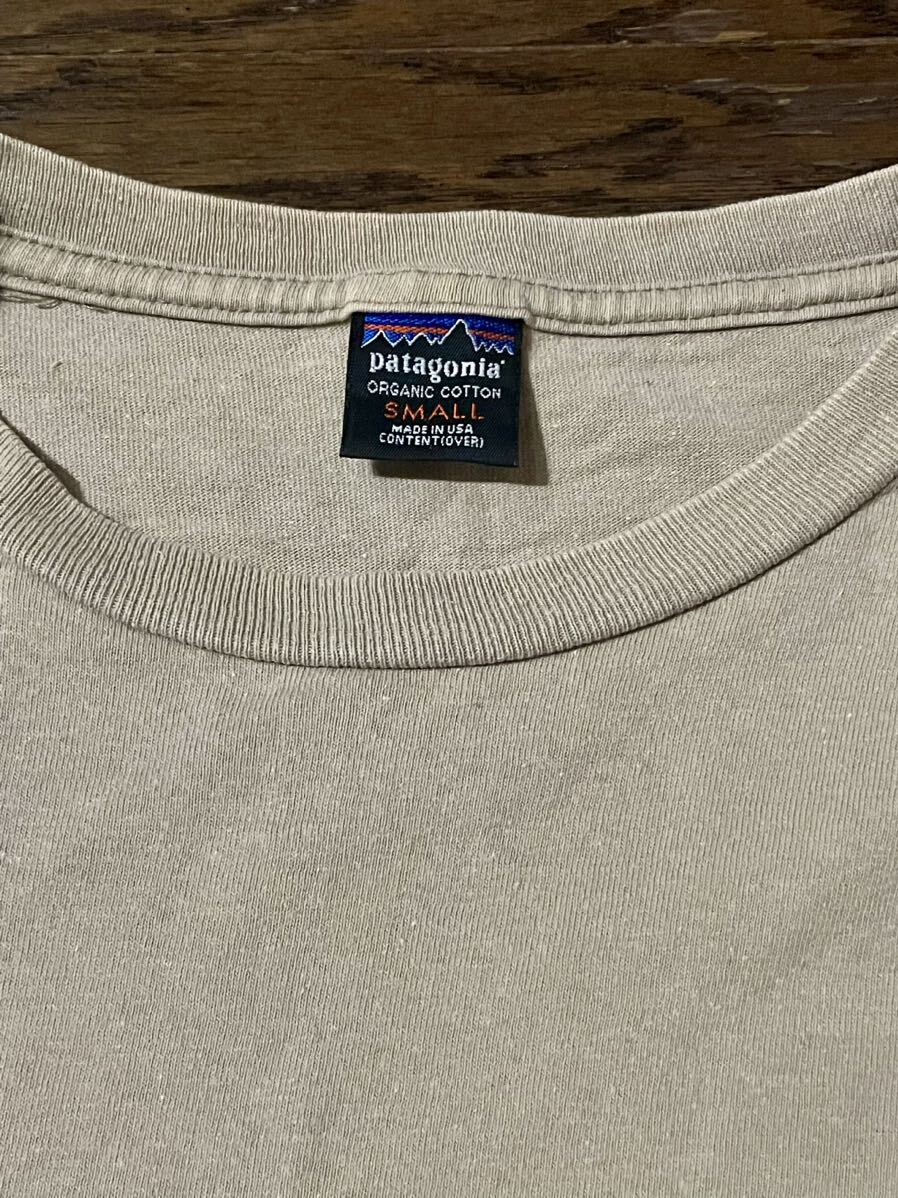 patagonia
ORGANIC COTTON
SMALL
MADE IN USA
CONTENT(OVER)